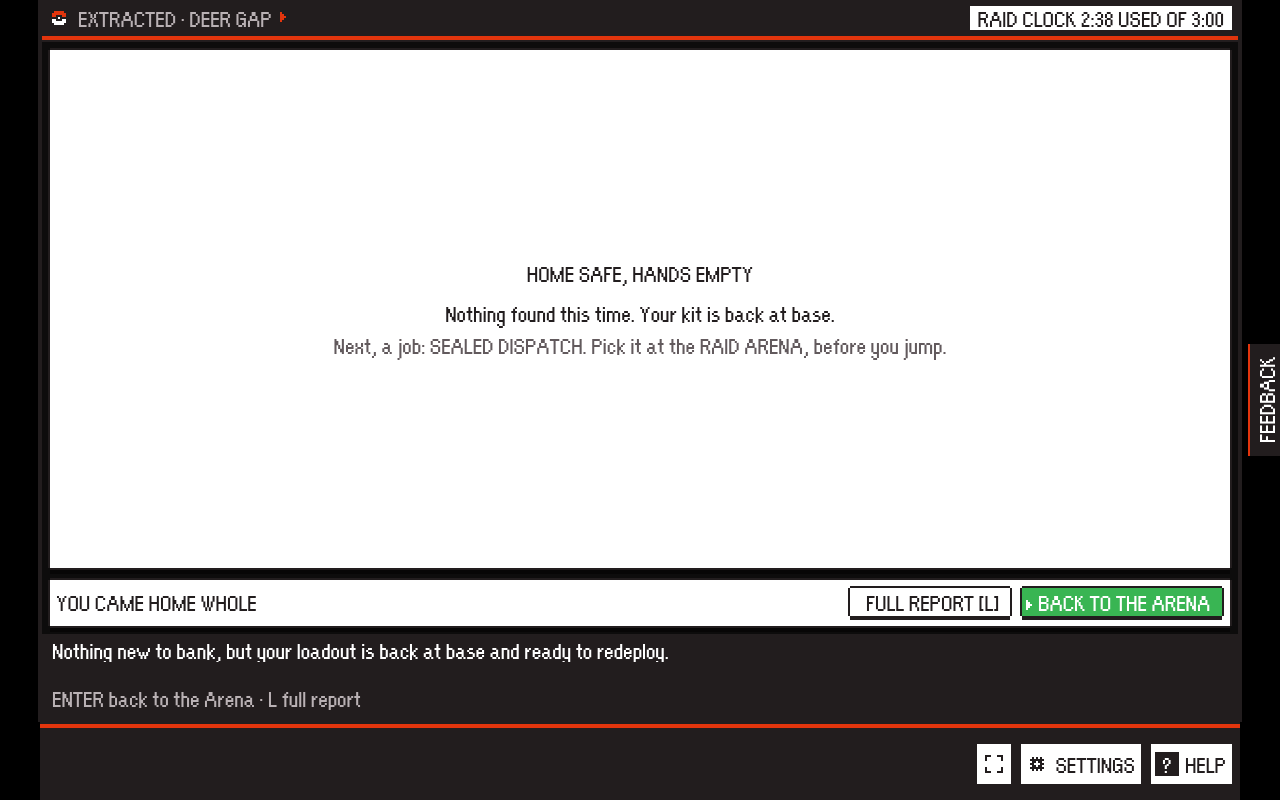 EXTRACTED · DEER GAP
RAID CLOCK 2:38 USED OF 3:00
HOME SAFE, HANDS EMPTY
Nothing found this time. Your kit is back at base.
Next, a job: SEALED DISPATCH. Pick it at the RAID ARENA, before you jump.
FEEDBACK
YOU CAME HOME WHOLE
FULL REPORT [L]
BACK TO THE ARENA
Nothing new to bank, but your loadout is back at base and ready to redeploy.
ENTER back to the Arena · L full report
SETTINGS
? HELP